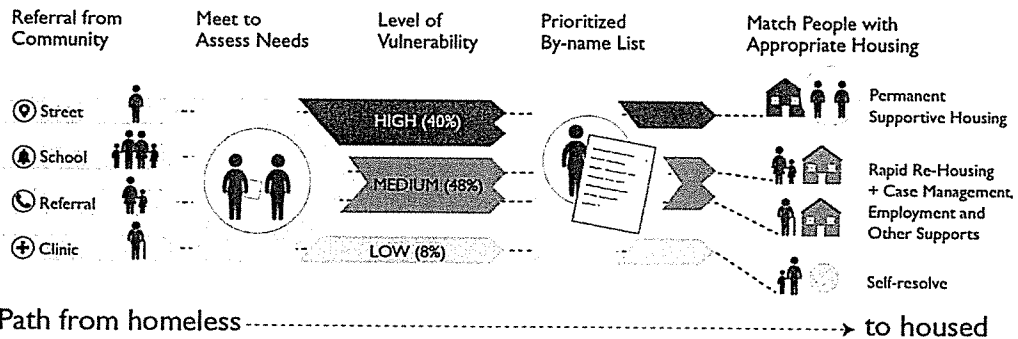 Referral from
Community
Meet to
Assess Needs
Level of
Vulnerability
Prioritized
By-name List
Match People with
Appropriate Housing
Street
School
Referral
Clinic
HIGH (40%)
MEDIUM (48%)
LOW (8%)
Permanent
Supportive Housing
Rapid Re-Housing
+ Case Management,
Employment and
Other Supports
Self-resolve
Path from homeless
to housed